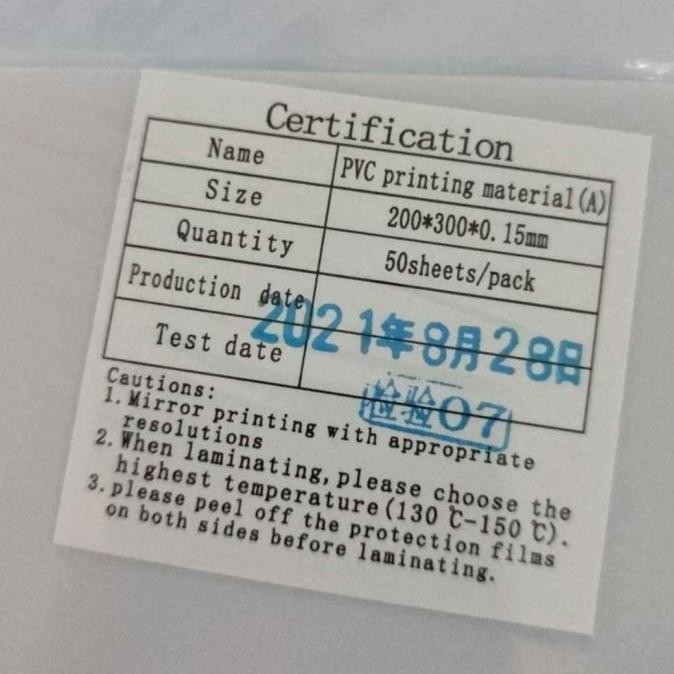 Certification
Name PVC printing material(A)
Size 200*300*0.15mm
Quantity 50sheets/pack
Production date 2021年8月28日
Test date 检验07
Cautions:
1. Mirror printing with appropriate
resolutions
2. When laminating, please choose the
highest temperature(130℃-150℃).
3. please peel off the protection films
on both sides before laminating.